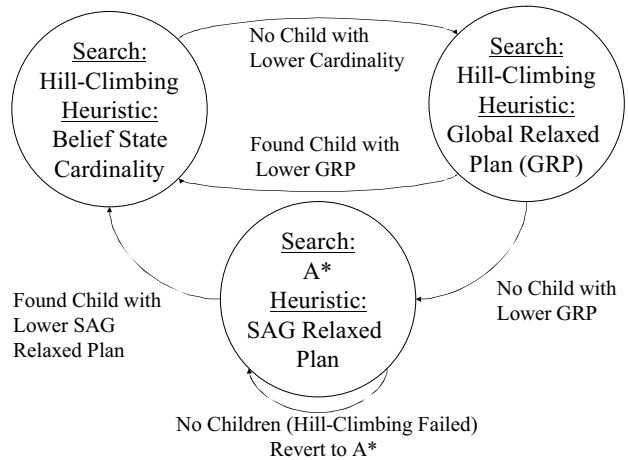 Search:
Hill-Climbing
Heuristic:
Belief State
Cardinality
No Child with
Lower Cardinality
Search:
Hill-Climbing
Heuristic:
Global Relaxed
Plan (GRP)
Found Child with
Lower GRP
Search:
A*
Heuristic:
SAG Relaxed
Plan
Found Child with
Lower SAG
Relaxed Plan
No Child with
Lower GRP
No Children (Hill-Climbing Failed)
Revert to A*